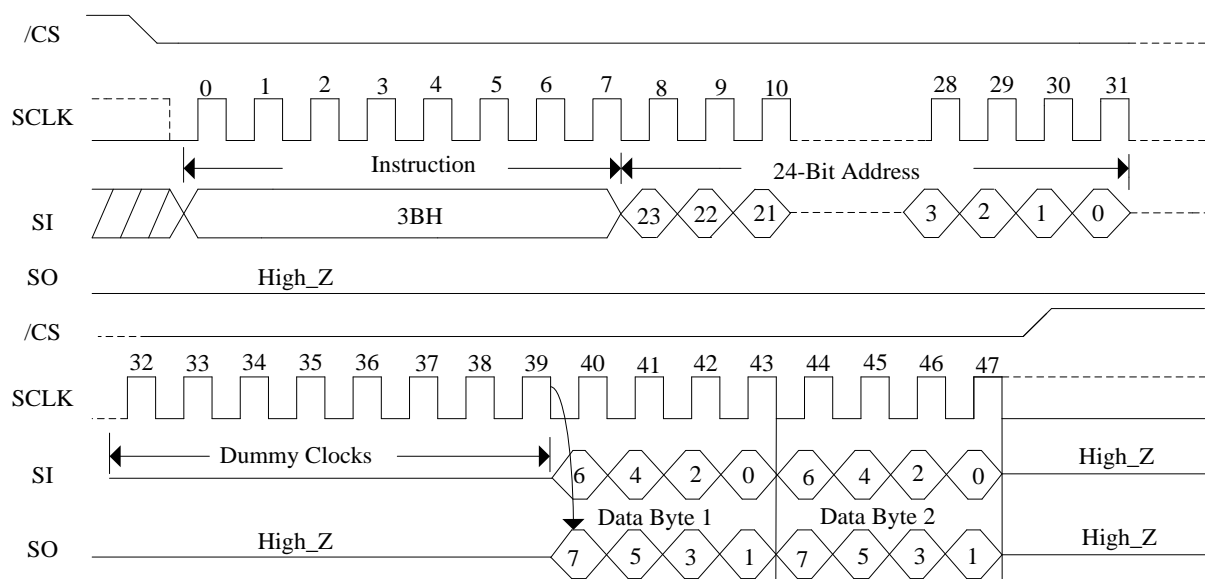 /CS
0 1 2 3 4 5 6 7 8 9 10 28 29 30 31
SCLK
Instruction 24-Bit Address
SI 3BH 23 22 21 3 2 1 0
SO High_Z
/CS
32 33 34 35 36 37 38 39 40 41 42 43 44 45 46 47
SCLK
Dummy Clocks
SI 6 4 2 0 6 4 2 0 High_Z
Data Byte 1 Data Byte 2
SO High_Z 7 5 3 1 7 5 3 1 High_Z